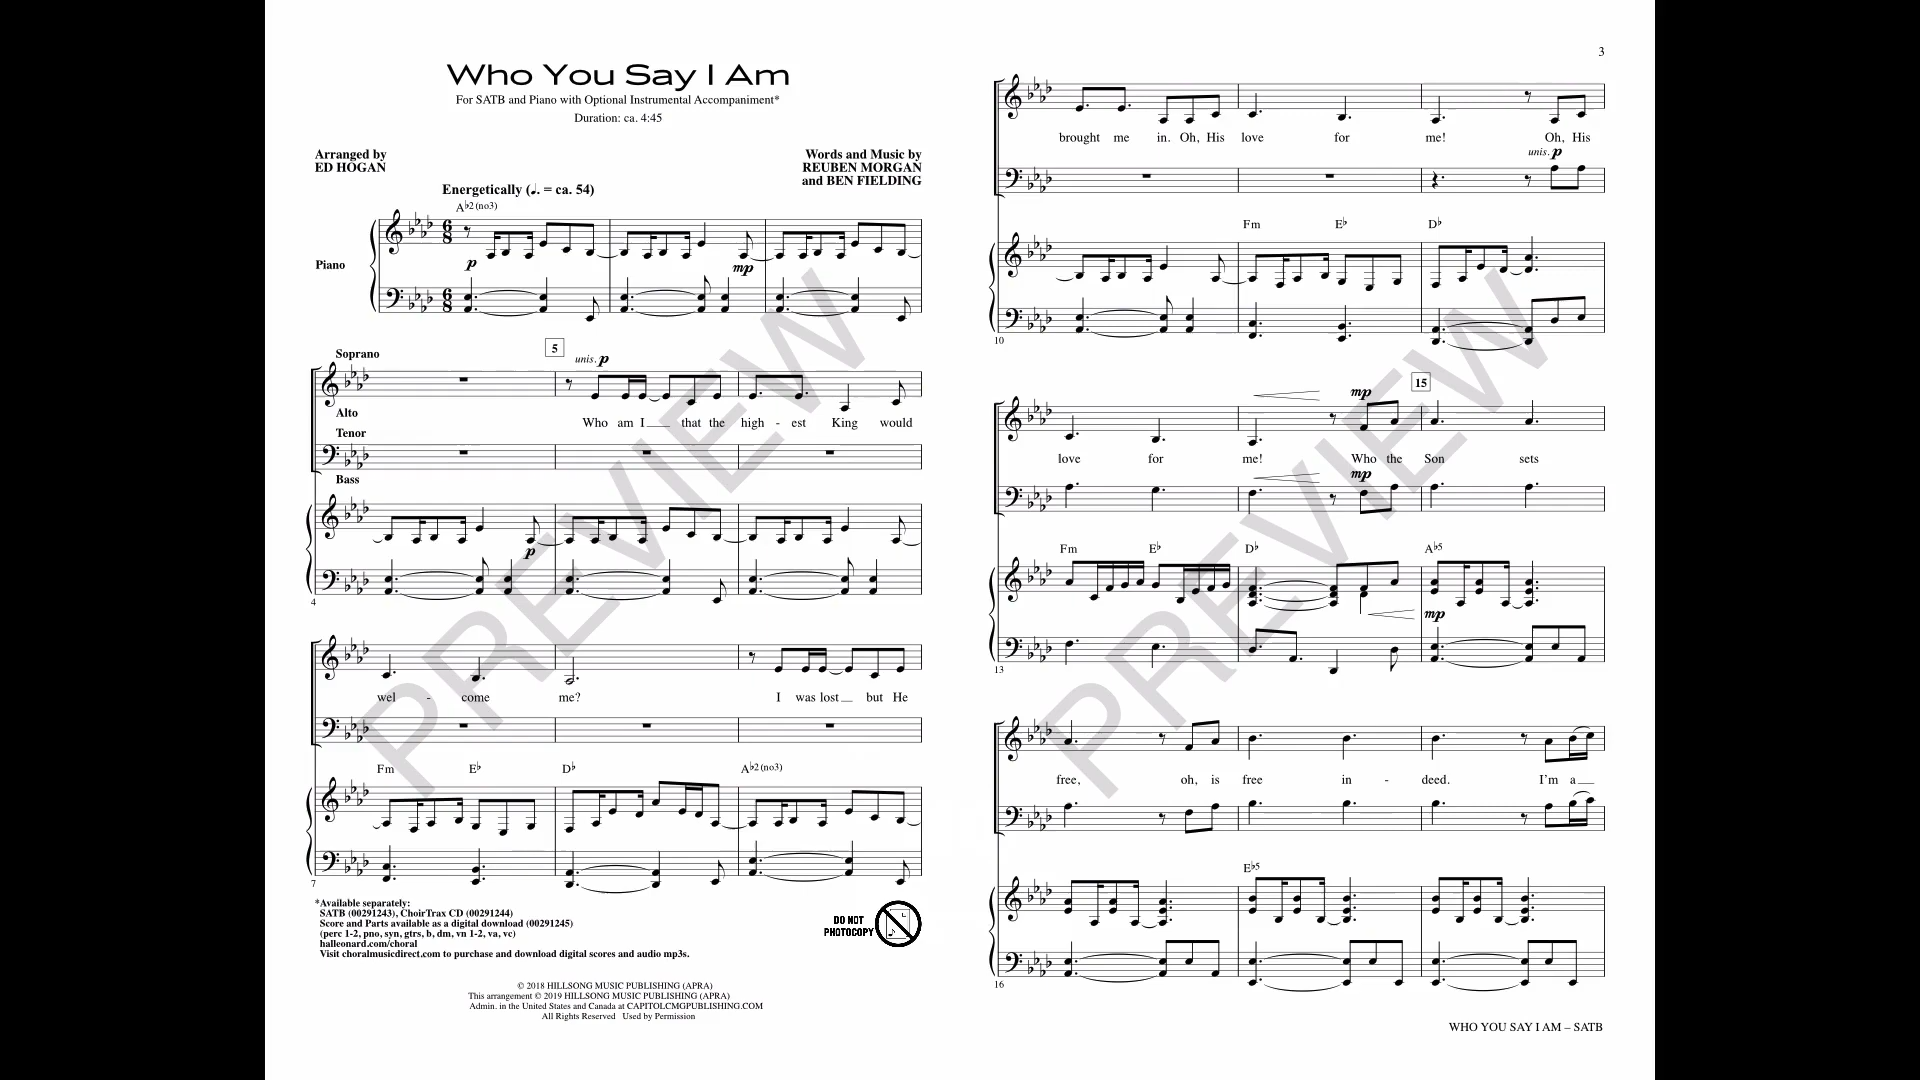 Who You Say I Am
For SATB and Piano with Optional Instrumental Accompaniment*
Duration: ca. 4:45
Arranged by
ED HOGAN
Words and Music by
REUBEN MORGAN
and BEN FIELDING
Energetically (♩. = ca. 54)
A♭2(no3)
Piano
p
mp
Soprano
5
unis. p
Alto
Who am I that the high - est King would
Tenor
Bass
p
4
wel - come me? I was lost but He
Fm E♭ D♭ A♭2(no3)
7
*Available separately:
SATB (00291243), ChoirTrax CD (00291244)
Score and Parts available as a digital download (00291245)
(perc 1-2, pno, syn, gtrs, b, dm, vn 1-2, va, vc)
halleonard.com/choral
Visit choralmusicdirect.com to purchase and download digital scores and audio mp3s.
DO NOT
PHOTOCOPY
© 2018 HILLSONG MUSIC PUBLISHING (APRA)
This arrangement © 2019 HILLSONG MUSIC PUBLISHING (APRA)
Admin. in the United States and Canada at CAPITOLCMGPUBLISHING.COM
All Rights Reserved Used by Permission
PREVIEW
3
brought me in. Oh, His love for me! Oh, His
unis. p
Fm E♭ D♭
10
mp
15
love for me! Who the Son sets
mp
Fm E♭ D♭ A♭5
mp
13
free, oh, is free in - deed. I'm a
E♭5
16
WHO YOU SAY I AM – SATB
PREVIEW